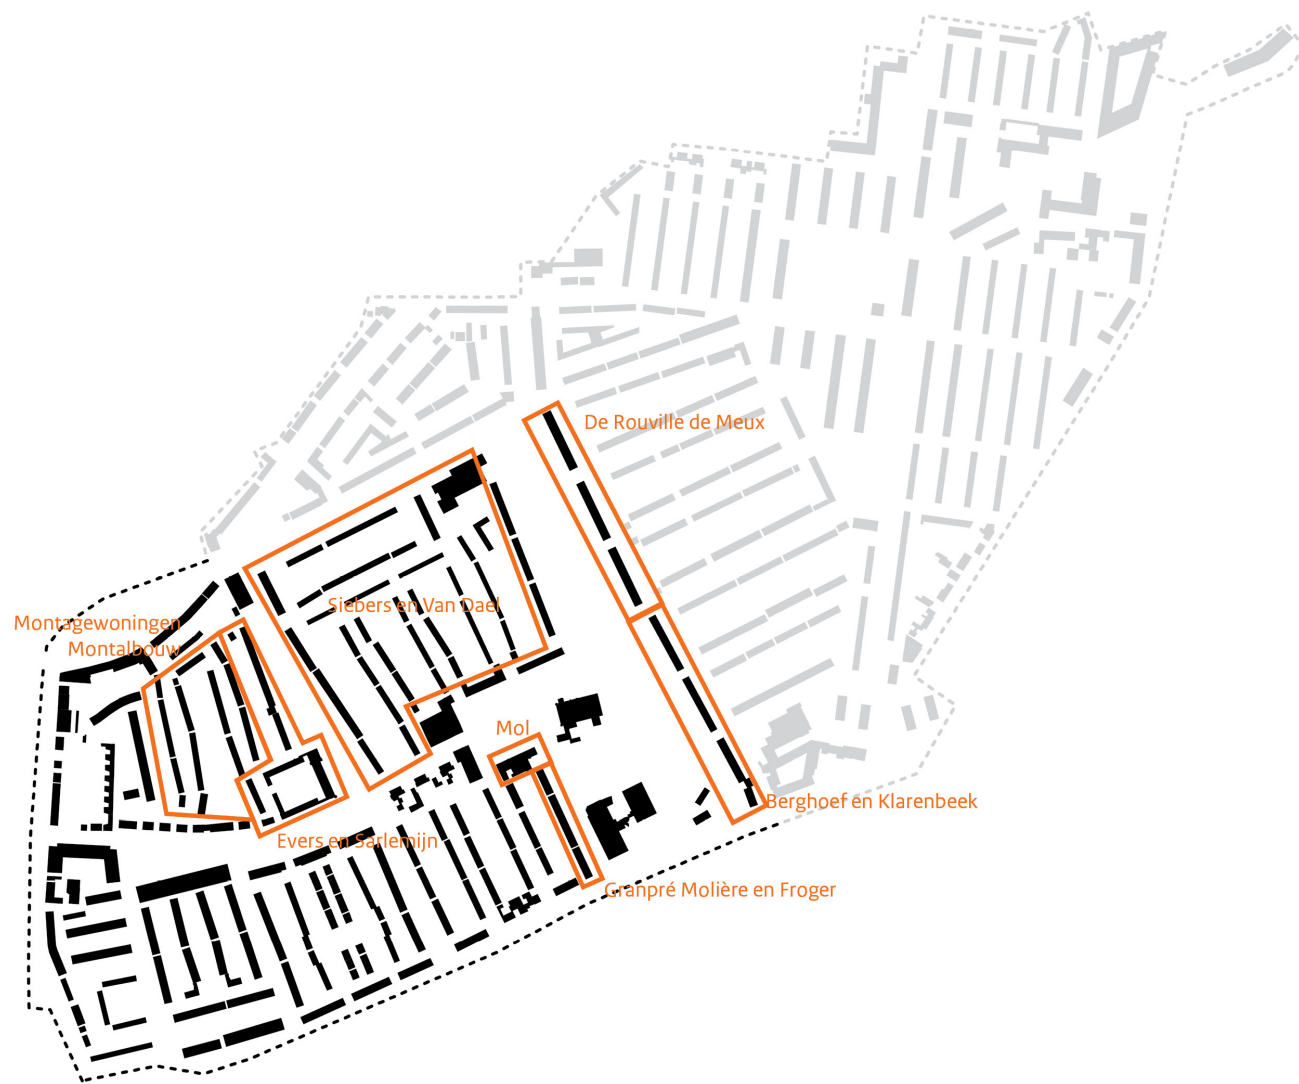 De Rouville de Meux
Siebers en Van Dael
Montagewoningen
Montalbouw
Mol
Berghoef en Klarenbeek
Evers en Sarlemijn
Granpré Molière en Froger